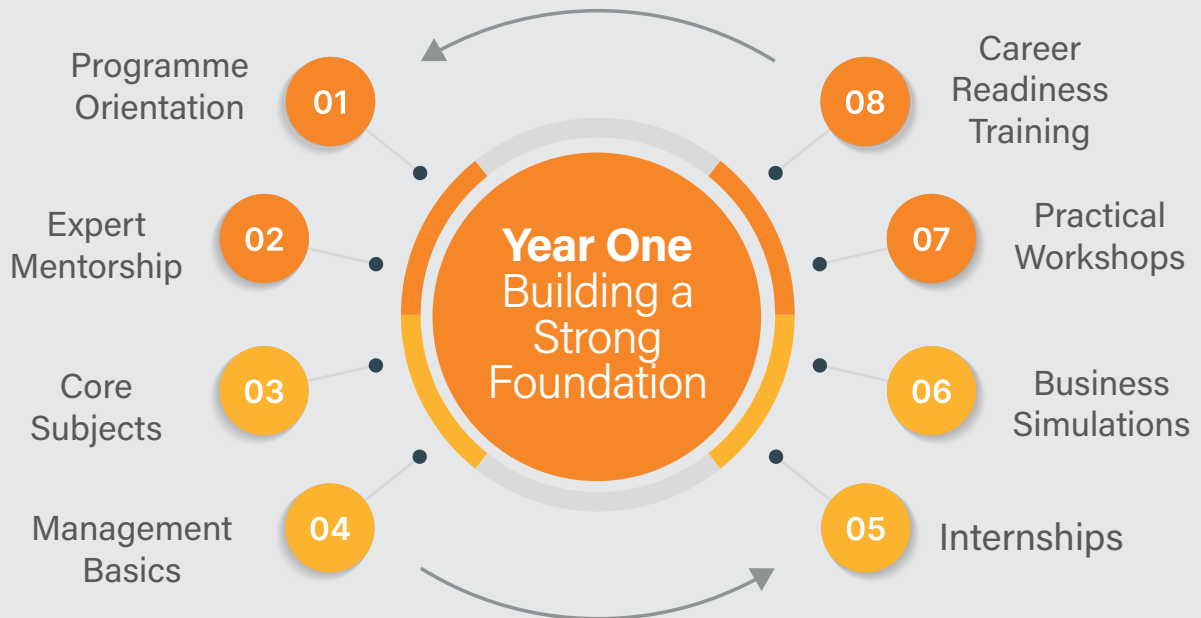 01
Programme
Orientation
02
Expert
Mentorship
03
Core
Subjects
04
Management
Basics
Year One
Building a
Strong
Foundation
05
Internships
06
Business
Simulations
07
Practical
Workshops
08
Career
Readiness
Training